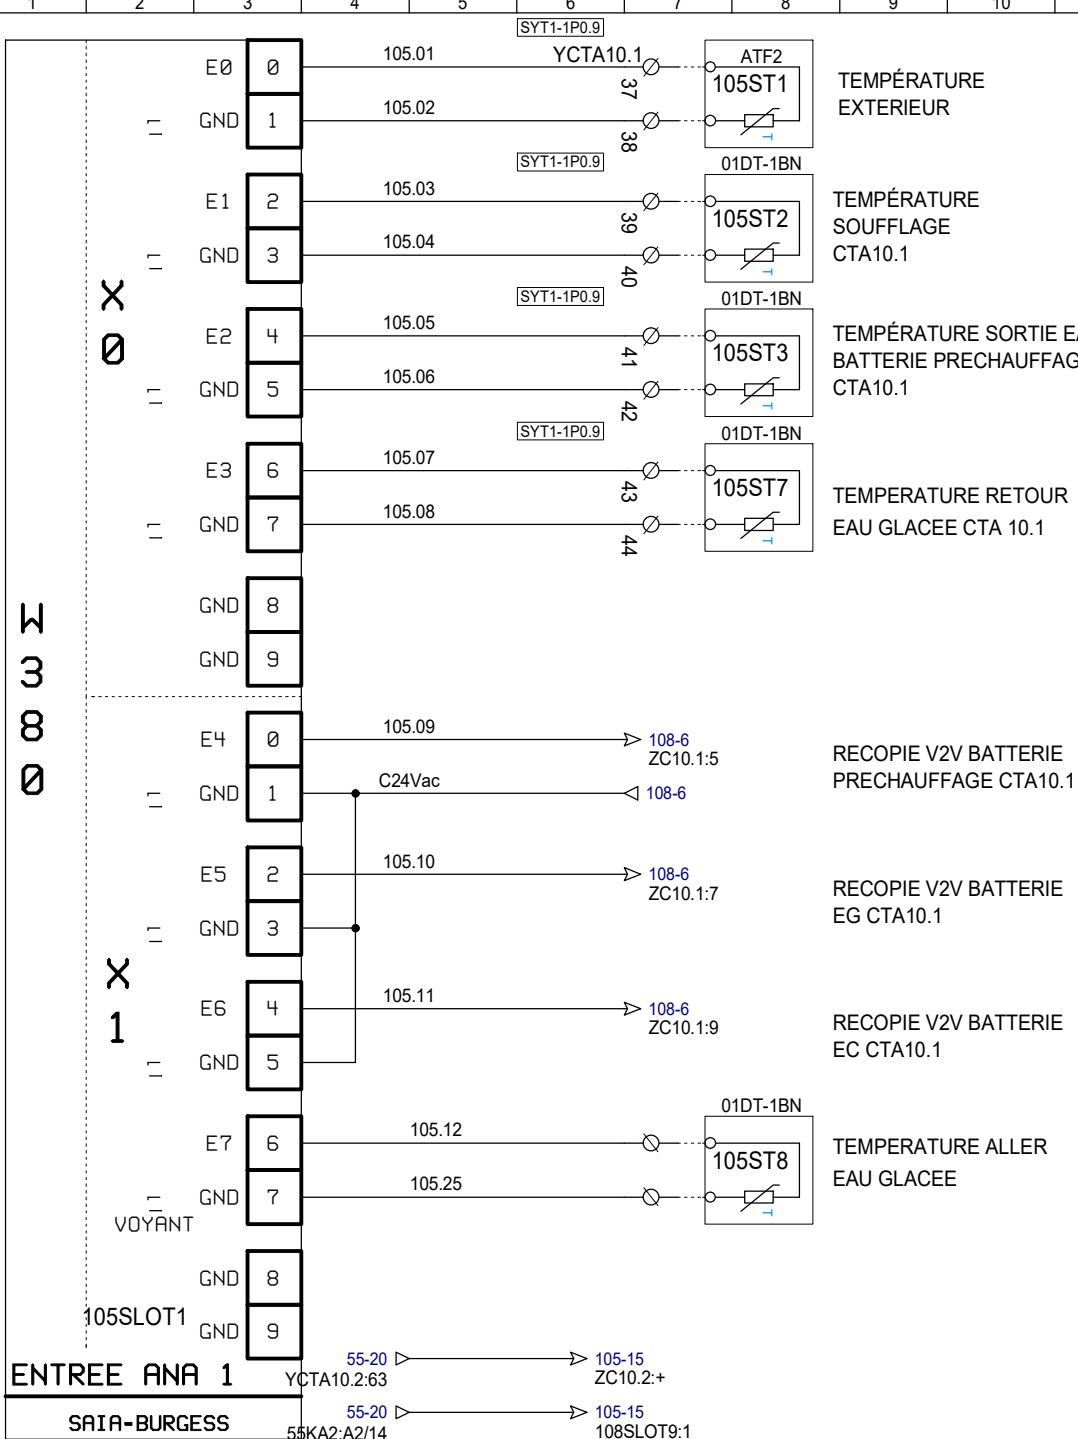 1 2 3 4 5 6 7 8 9 10
SYT1-1P0.9
E0 0 105.01 YCTA10.1 37 ATF2
105ST1
TEMPÉRATURE
EXTERIEUR
GND 1 105.02 38 T
SYT1-1P0.9 01DT-1BN
E1 2 105.03 39 105ST2
TEMPÉRATURE
SOUFFLAGE
CTA10.1
GND 3 105.04 40 T
X0
SYT1-1P0.9 01DT-1BN
E2 4 105.05 41 105ST3
TEMPÉRATURE SORTIE EA
BATTERIE PRECHAUFFAG
CTA10.1
GND 5 105.06 42 T
SYT1-1P0.9 01DT-1BN
E3 6 105.07 43 105ST7
TEMPERATURE RETOUR
EAU GLACEE CTA 10.1
GND 7 105.08 44 T
GND 8
GND 9
W380
E4 0 105.09 108-6
ZC10.1:5
RECOPIE V2V BATTERIE
PRECHAUFFAGE CTA10.1
GND 1 C24Vac 108-6
E5 2 105.10 108-6
ZC10.1:7
RECOPIE V2V BATTERIE
EG CTA10.1
GND 3
X1
E6 4 105.11 108-6
ZC10.1:9
RECOPIE V2V BATTERIE
EC CTA10.1
GND 5
01DT-1BN
E7 6 105.12 105ST8
TEMPERATURE ALLER
EAU GLACEE
GND 7 105.25 T
VOYANT
GND 8
105SLOT1
GND 9
ENTREE ANA 1
55-20 105-15
YCTA10.2:63 ZC10.2:+
SAIA-BURGESS
55-20 105-15
55KA2:A2/14 108SLOT9:1